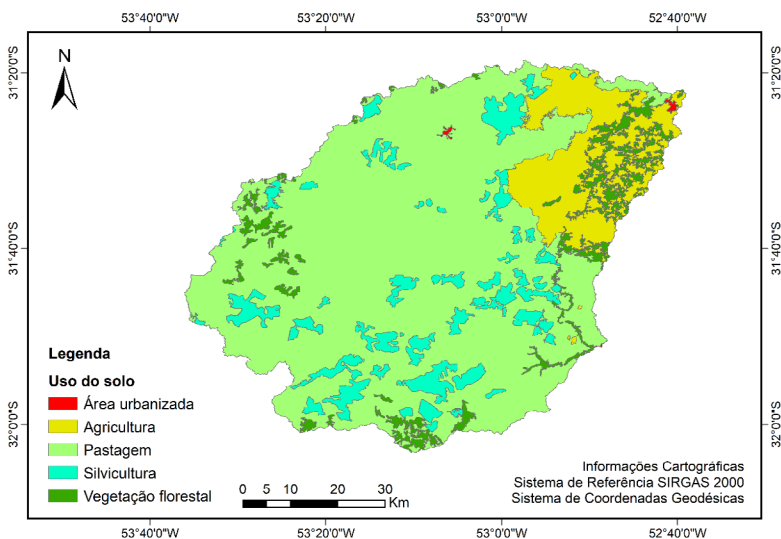 53°40'0"W 53°20'0"W 53°0'0"W 52°40'0"W
31°20'0"S 31°20'0"S
N
31°40'0"S 31°40'0"S
32°0'0"S 32°0'0"S
Legenda
Uso do solo
Área urbanizada
Agricultura
Pastagem
Silvicultura
Vegetação florestal
0 5 10 20 30
Km
Informações Cartográficas
Sistema de Referência SIRGAS 2000
Sistema de Coordenadas Geodésicas
53°40'0"W 53°20'0"W 53°0'0"W 52°40'0"W